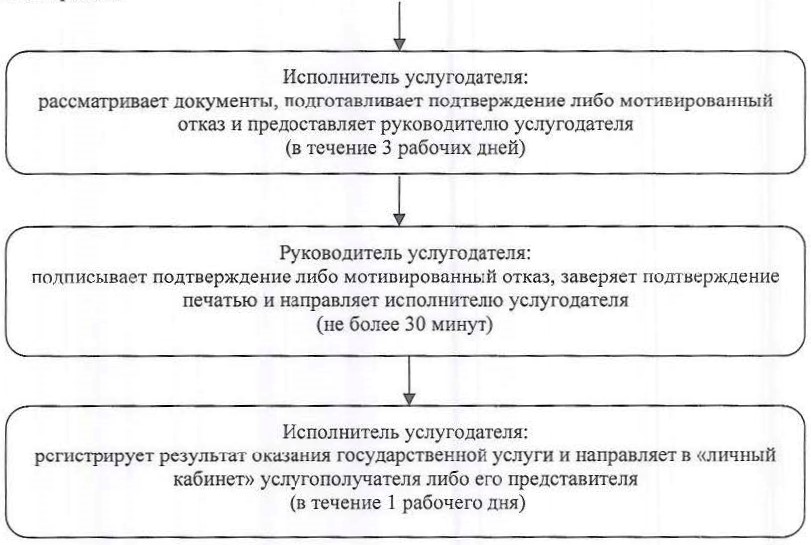 Исполнитель услугодателя:
рассматривает документы, подготавливает подтверждение либо мотивированный
отказ и предоставляет руководителю услугодателя
(в течение 3 рабочих дней)
Руководитель услугодателя:
подписывает подтверждение либо мотивированный отказ, заверяет подтверждение
печатью и направляет исполнителю услугодателя
(не более 30 минут)
Исполнитель услугодателя:
регистрирует результат оказания государственной услуги и направляет в «личный
кабинет» услугополучателя либо его представителя
(в течение 1 рабочего дня)